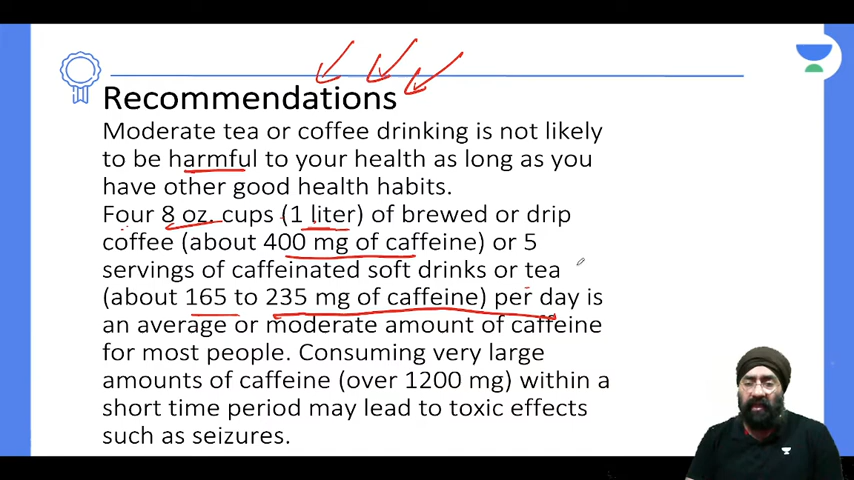 Recommendations
Moderate tea or coffee drinking is not likely
to be harmful to your health as long as you
have other good health habits.
Four 8 oz. cups (1 liter) of brewed or drip
coffee (about 400 mg of caffeine) or 5
servings of caffeinated soft drinks or tea
(about 165 to 235 mg of caffeine) per day is
an average or moderate amount of caffeine
for most people. Consuming very large
amounts of caffeine (over 1200 mg) within a
short time period may lead to toxic effects
such as seizures.